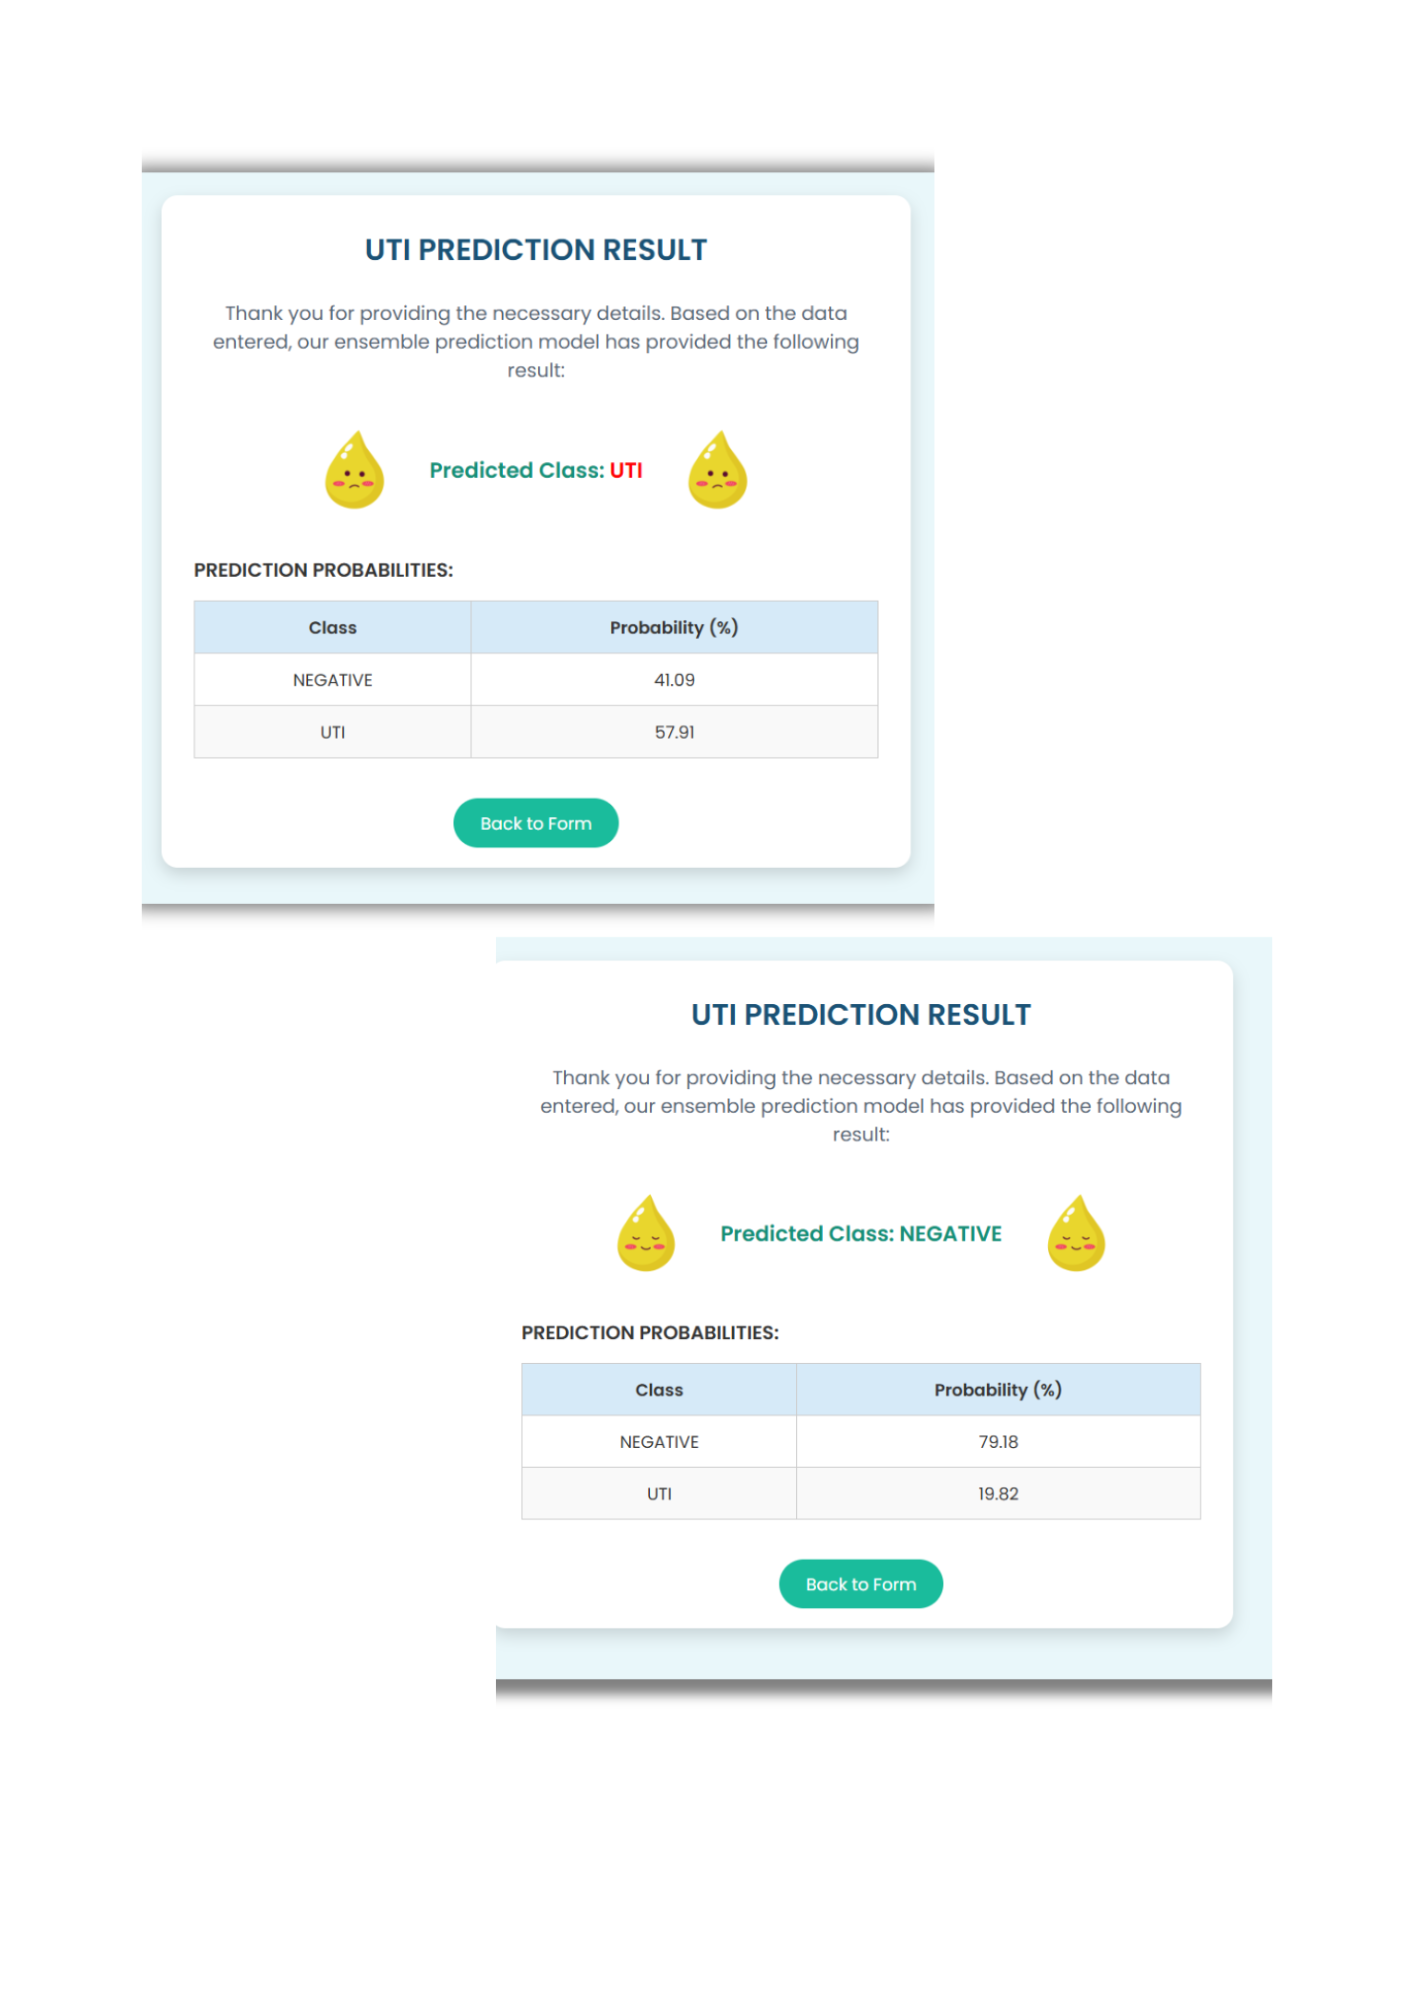 UTI PREDICTION RESULT
Thank you for providing the necessary details. Based on the data
entered, our ensemble prediction model has provided the following
result:
Predicted Class: UTI
PREDICTION PROBABILITIES:
Class Probability (%)
NEGATIVE 41.09
UTI 57.91
Back to Form
UTI PREDICTION RESULT
Thank you for providing the necessary details. Based on the data
entered, our ensemble prediction model has provided the following
result:
Predicted Class: NEGATIVE
PREDICTION PROBABILITIES:
Class Probability (%)
NEGATIVE 79.18
UTI 19.82
Back to Form